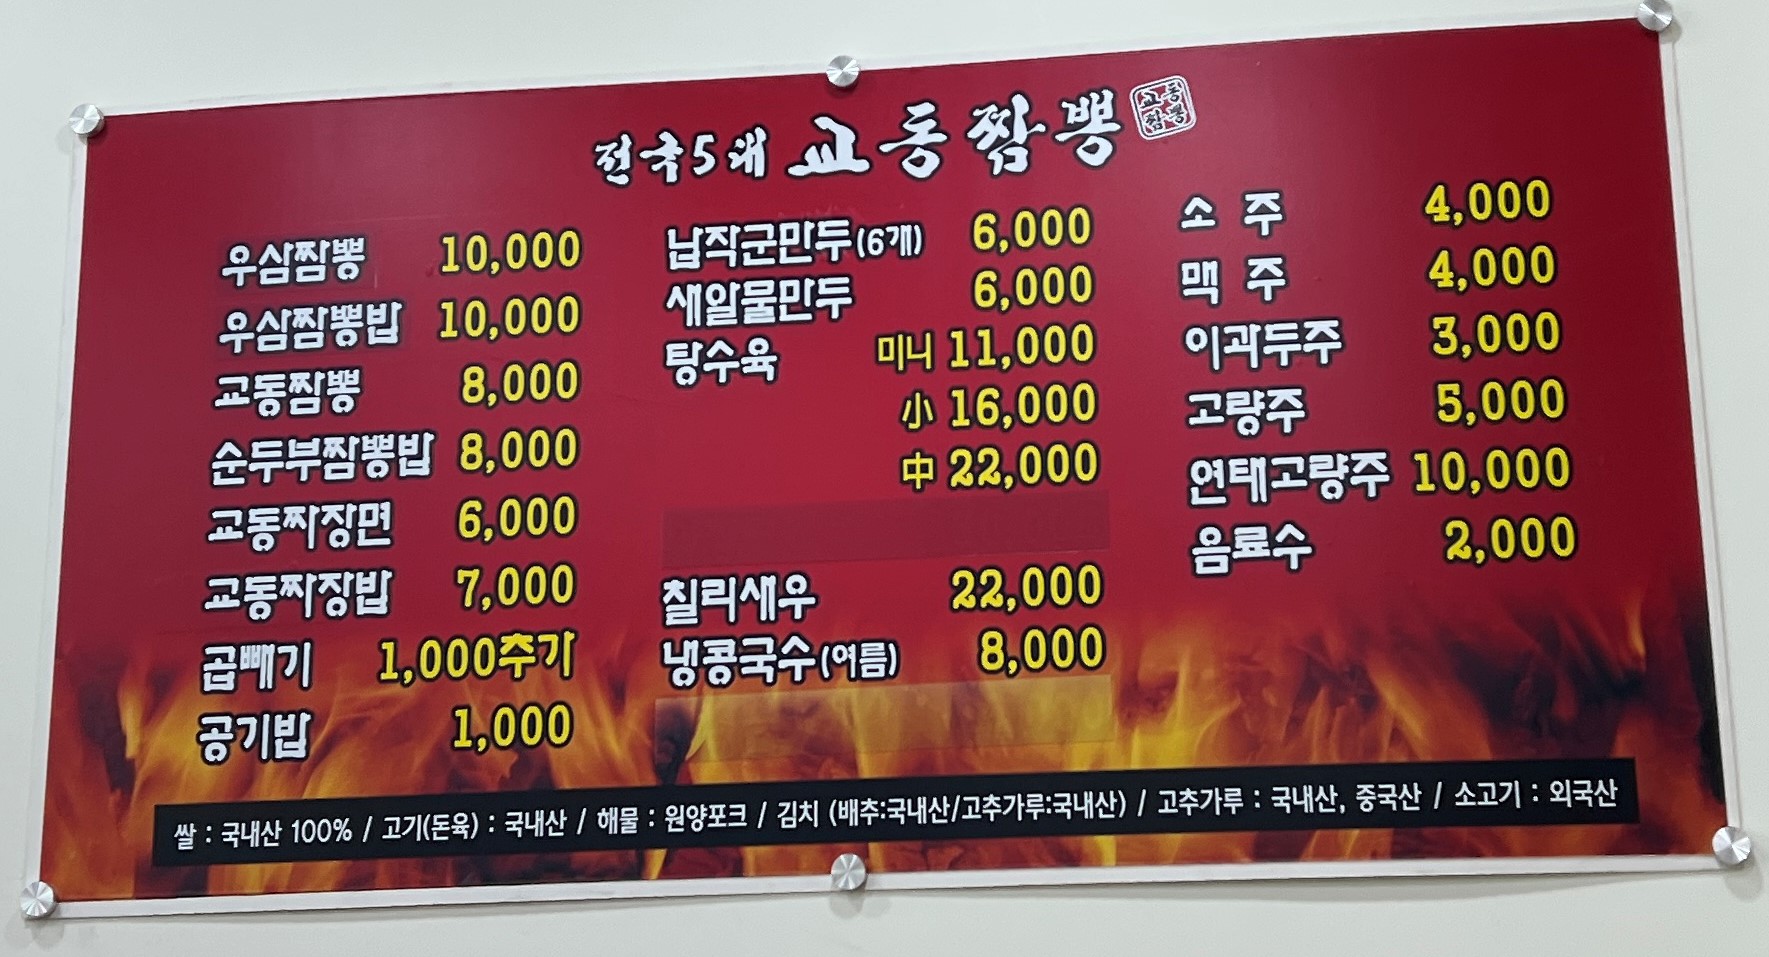 전국5대 교동짬뽕
교동
짬뽕
우삼짬뽕 10,000
우삼짬뽕밥 10,000
교동짬뽕 8,000
순두부짬뽕밥 8,000
교동짜장면 6,000
교동짜장밥 7,000
곱빼기 1,000추가
공기밥 1,000
납작군만두(6개) 6,000
새알물만두 6,000
탕수육 미니 11,000
小 16,000
中 22,000
칠리새우 22,000
냉콩국수(여름) 8,000
소 주 4,000
맥 주 4,000
이과두주 3,000
고량주 5,000
연태고량주 10,000
음료수 2,000
쌀 : 국내산 100% / 고기(돈육) : 국내산 / 해물 : 원양포크 / 김치 (배추:국내산/고추가루:국내산) / 고추가루 : 국내산, 중국산 / 소고기 : 외국산